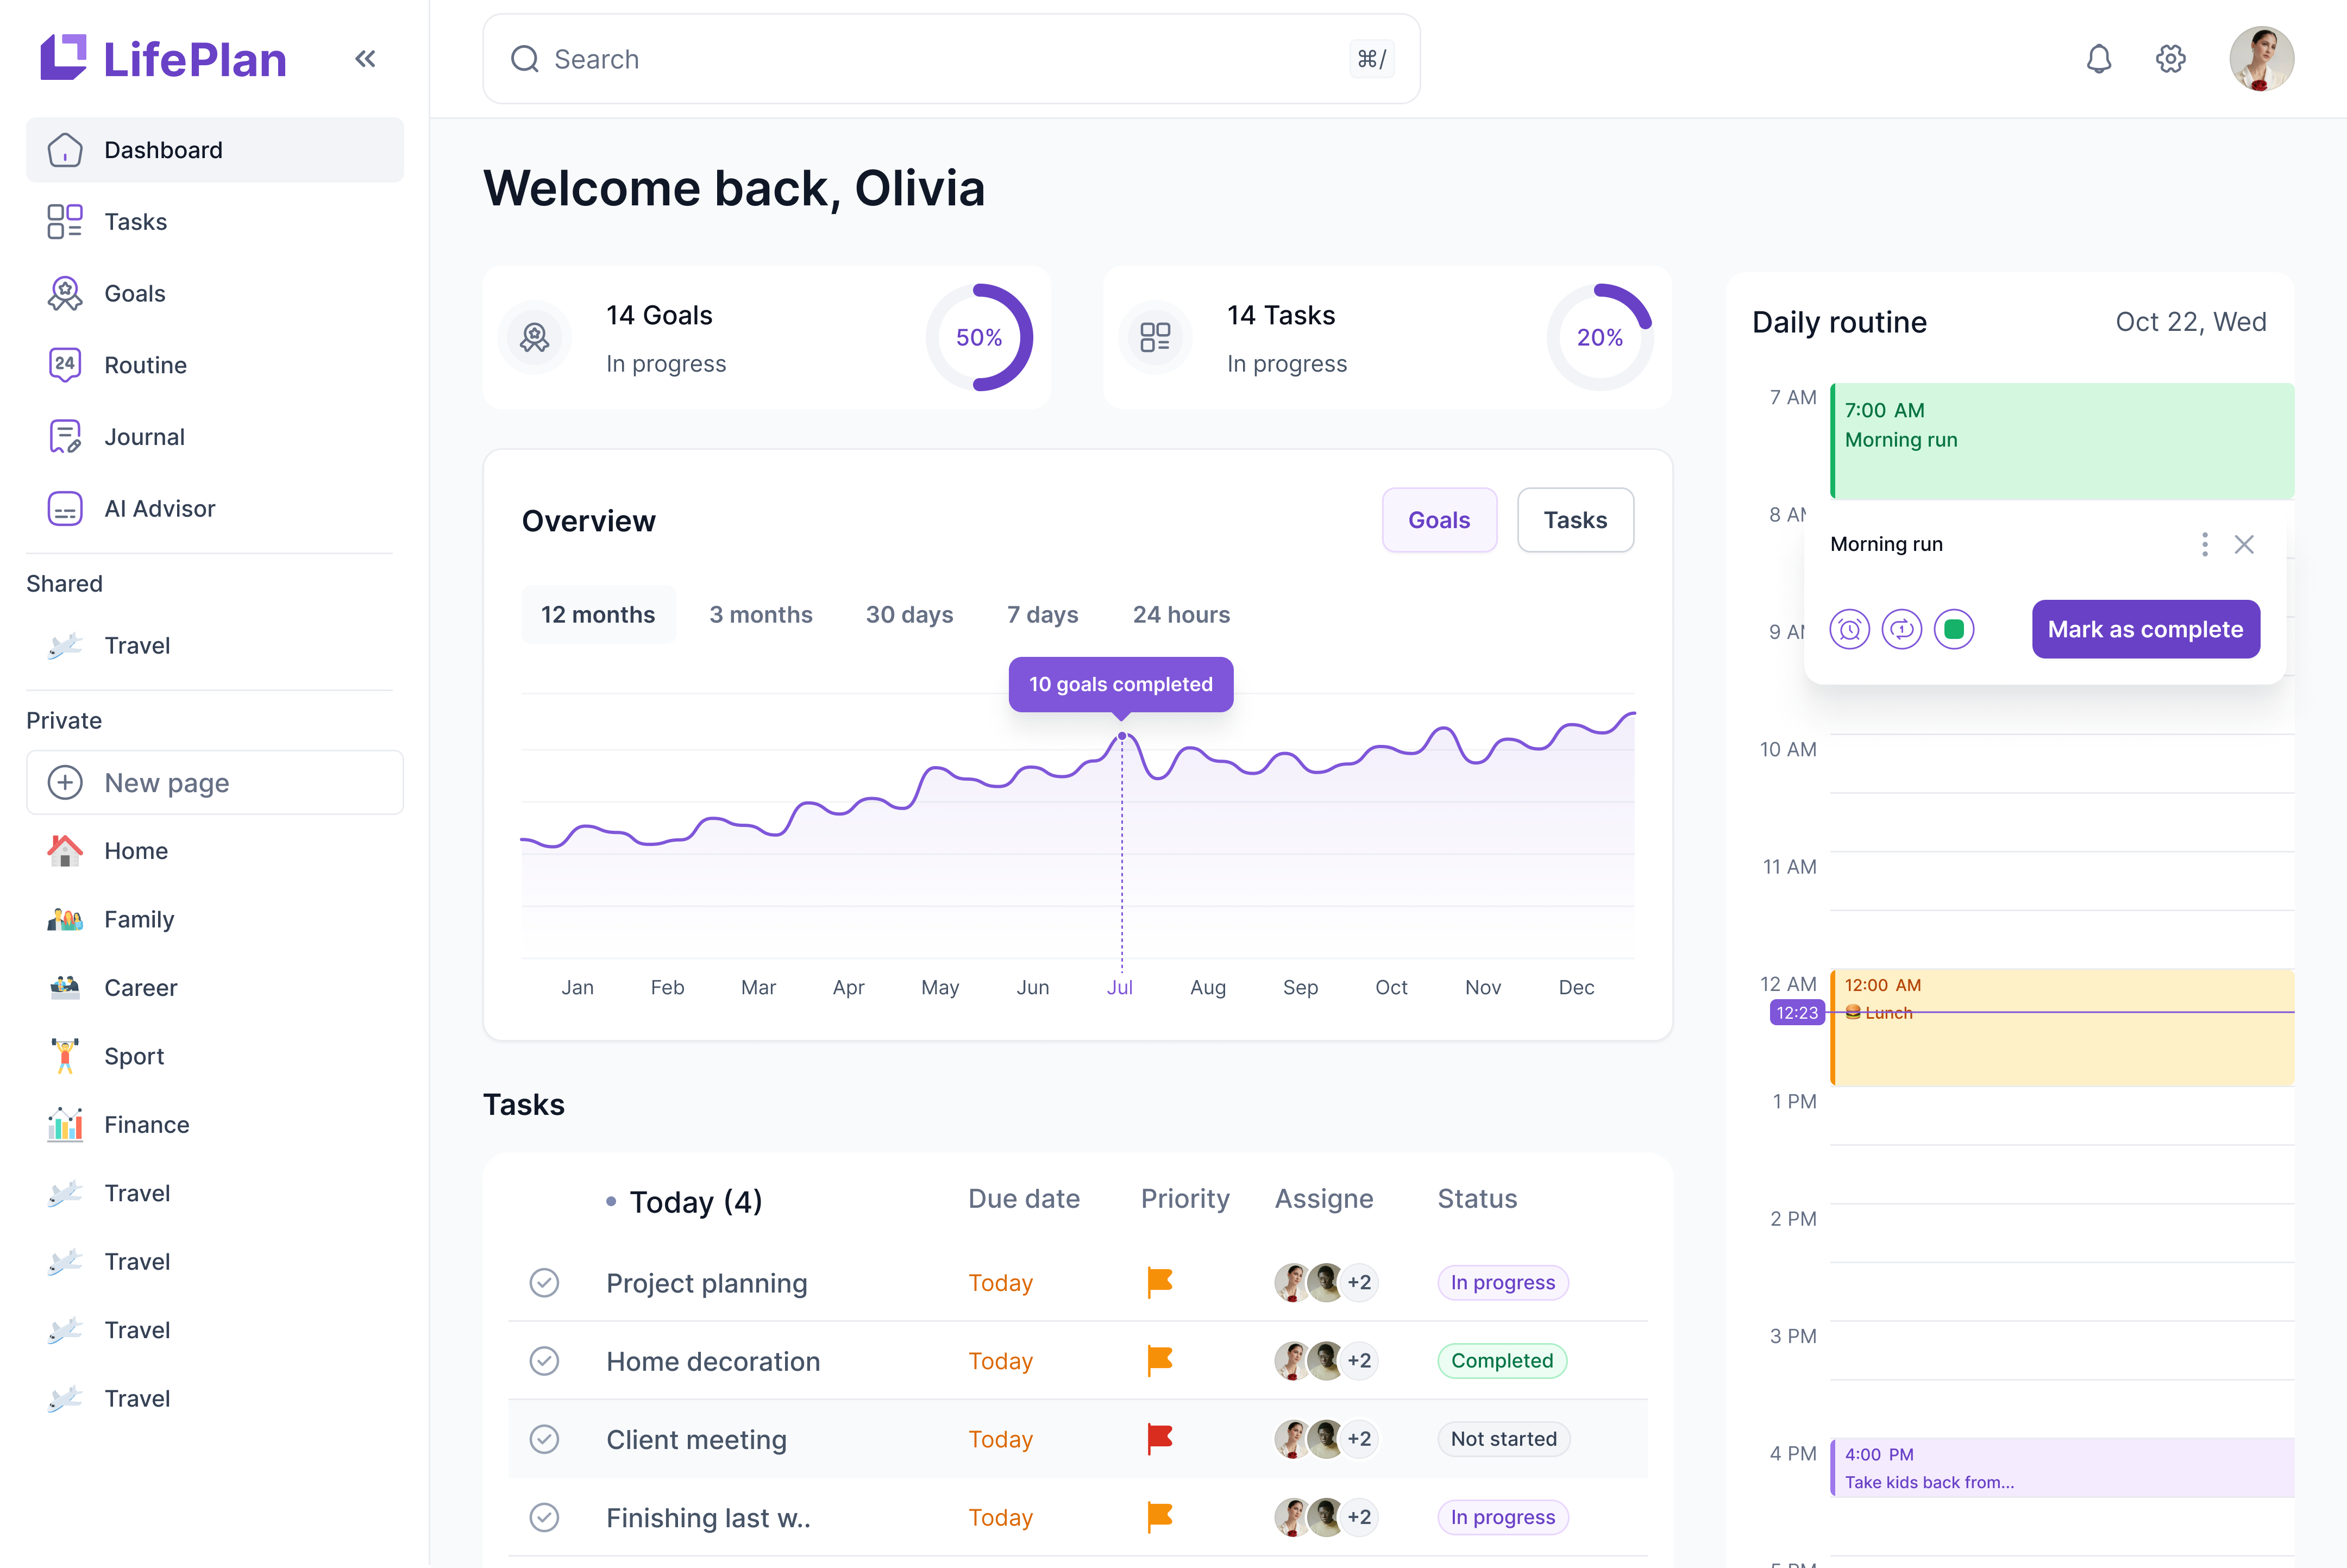 LifePlan
Dashboard
Tasks
Goals
24
Routine
Journal
AI Advisor
Shared
Travel
Private
New page
Home
Family
Career
Sport
Finance
Travel
Travel
Travel
Travel
Search
⌘/
Welcome back, Olivia
14 Goals
In progress
50%
14 Tasks
In progress
20%
Overview
Goals
Tasks
12 months
3 months
30 days
7 days
24 hours
10 goals completed
Jan Feb Mar Apr May Jun Jul Aug Sep Oct Nov Dec
Tasks
Today (4) Due date Priority Assigne Status
Project planning Today +2 In progress
Home decoration Today +2 Completed
Client meeting Today +2 Not started
Finishing last w.. Today +2 In progress
Daily routine
Oct 22, Wed
7 AM
7:00 AM
Morning run
8 AM
Morning run
9 AM
1
Mark as complete
10 AM
11 AM
12 AM
12:00 AM
12:23
Lunch
1 PM
2 PM
3 PM
4 PM
4:00 PM
Take kids back from...